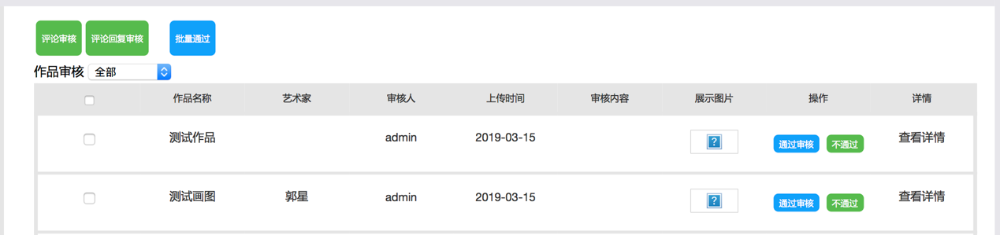 评论审核 评论回复审核 批量通过
作品审核 全部
作品名称 艺术家 审核人 上传时间 审核内容 展示图片 操作 详情
测试作品 admin 2019-03-15 ? 通过审核 不通过 查看详情
测试画图 郭星 admin 2019-03-15 ? 通过审核 不通过 查看详情